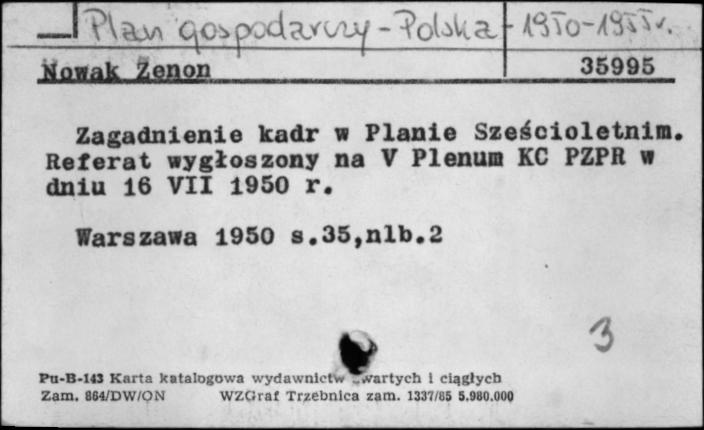 Plan gospodarczy - Polska - 1950-1955 r.
Nowak Zenon 35995
Zagadnienie kadr w Planie Sześcioletnim.
Referat wygłoszony na V Plenum KC PZPR w
dniu 16 VII 1950 r.
Warszawa 1950 s.35,nlb.2
3
Pu-B-143 Karta katalogowa wydawnictw zwartych i ciągłych
Zam. 864/DW/ON WZGraf Trzebnica zam. 1337/85 5.980.000